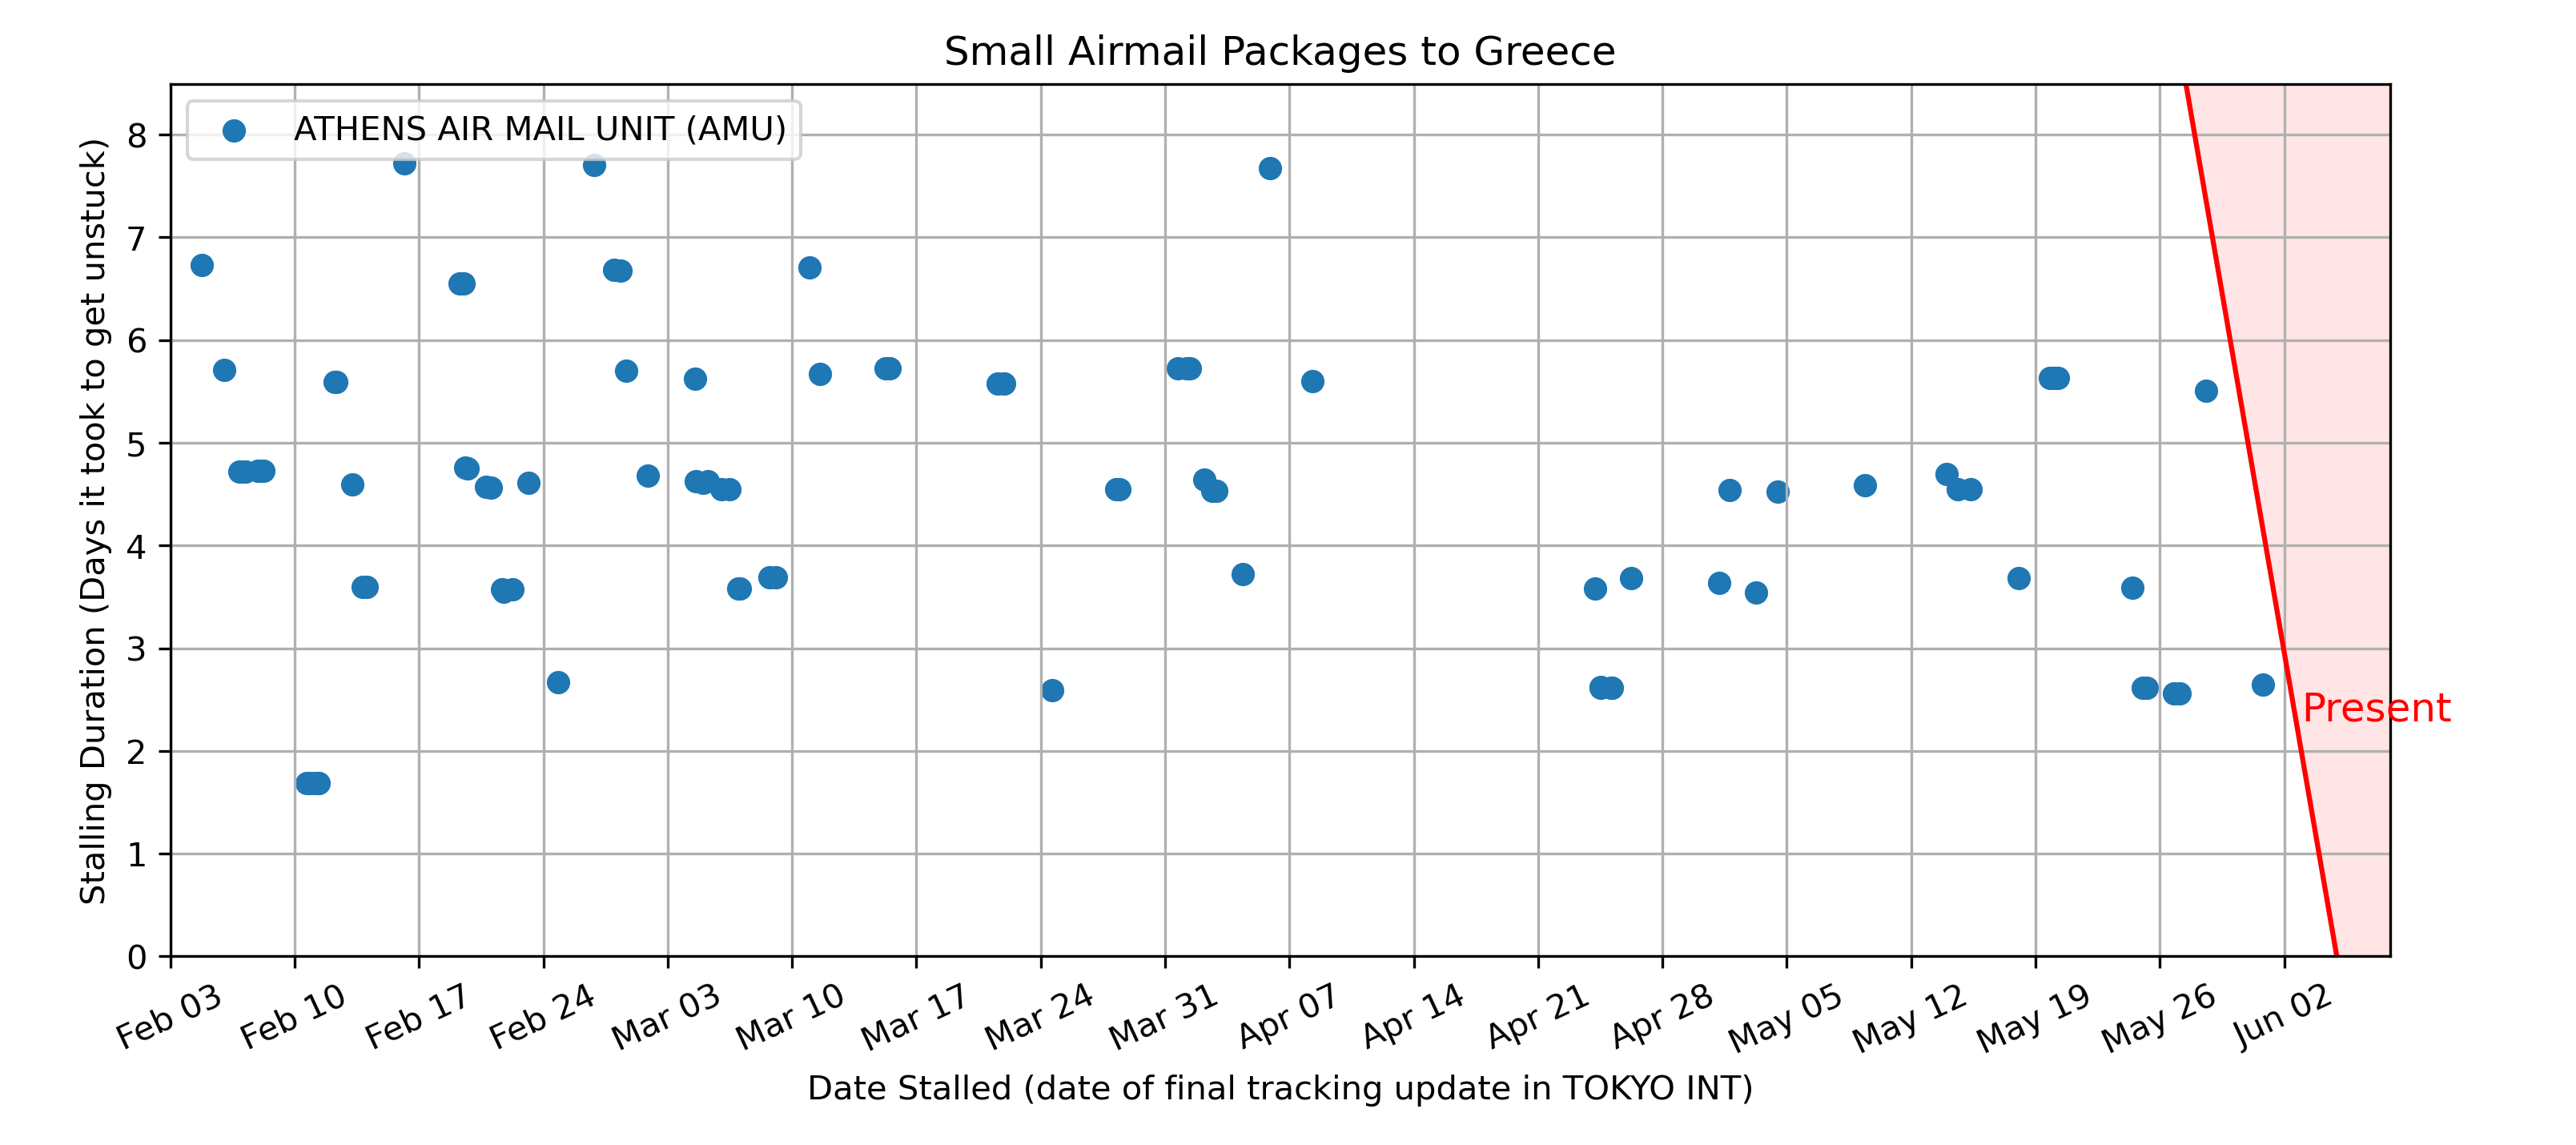 Small Airmail Packages to Greece
ATHENS AIR MAIL UNIT (AMU)
Stalling Duration (Days it took to get unstuck)
8
7
6
5
4
3
2
1
0
Present
Feb 03
Feb 10
Feb 17
Feb 24
Mar 03
Mar 10
Mar 17
Mar 24
Mar 31
Apr 07
Apr 14
Apr 21
Apr 28
May 05
May 12
May 19
May 26
Jun 02
Date Stalled (date of final tracking update in TOKYO INT)